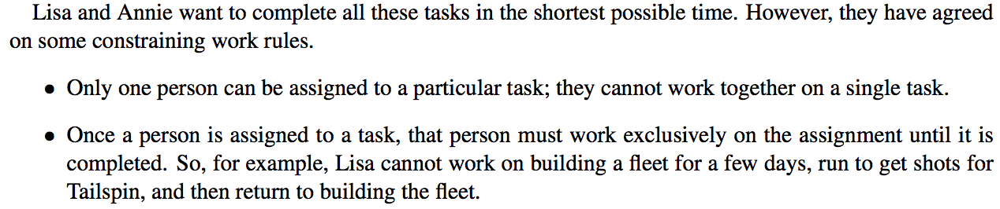 Lisa and Annie want to complete all these tasks in the shortest possible time. However, they have agreed
on some constraining work rules.
• Only one person can be assigned to a particular task; they cannot work together on a single task.
• Once a person is assigned to a task, that person must work exclusively on the assignment until it is
completed. So, for example, Lisa cannot work on building a fleet for a few days, run to get shots for
Tailspin, and then return to building the fleet.